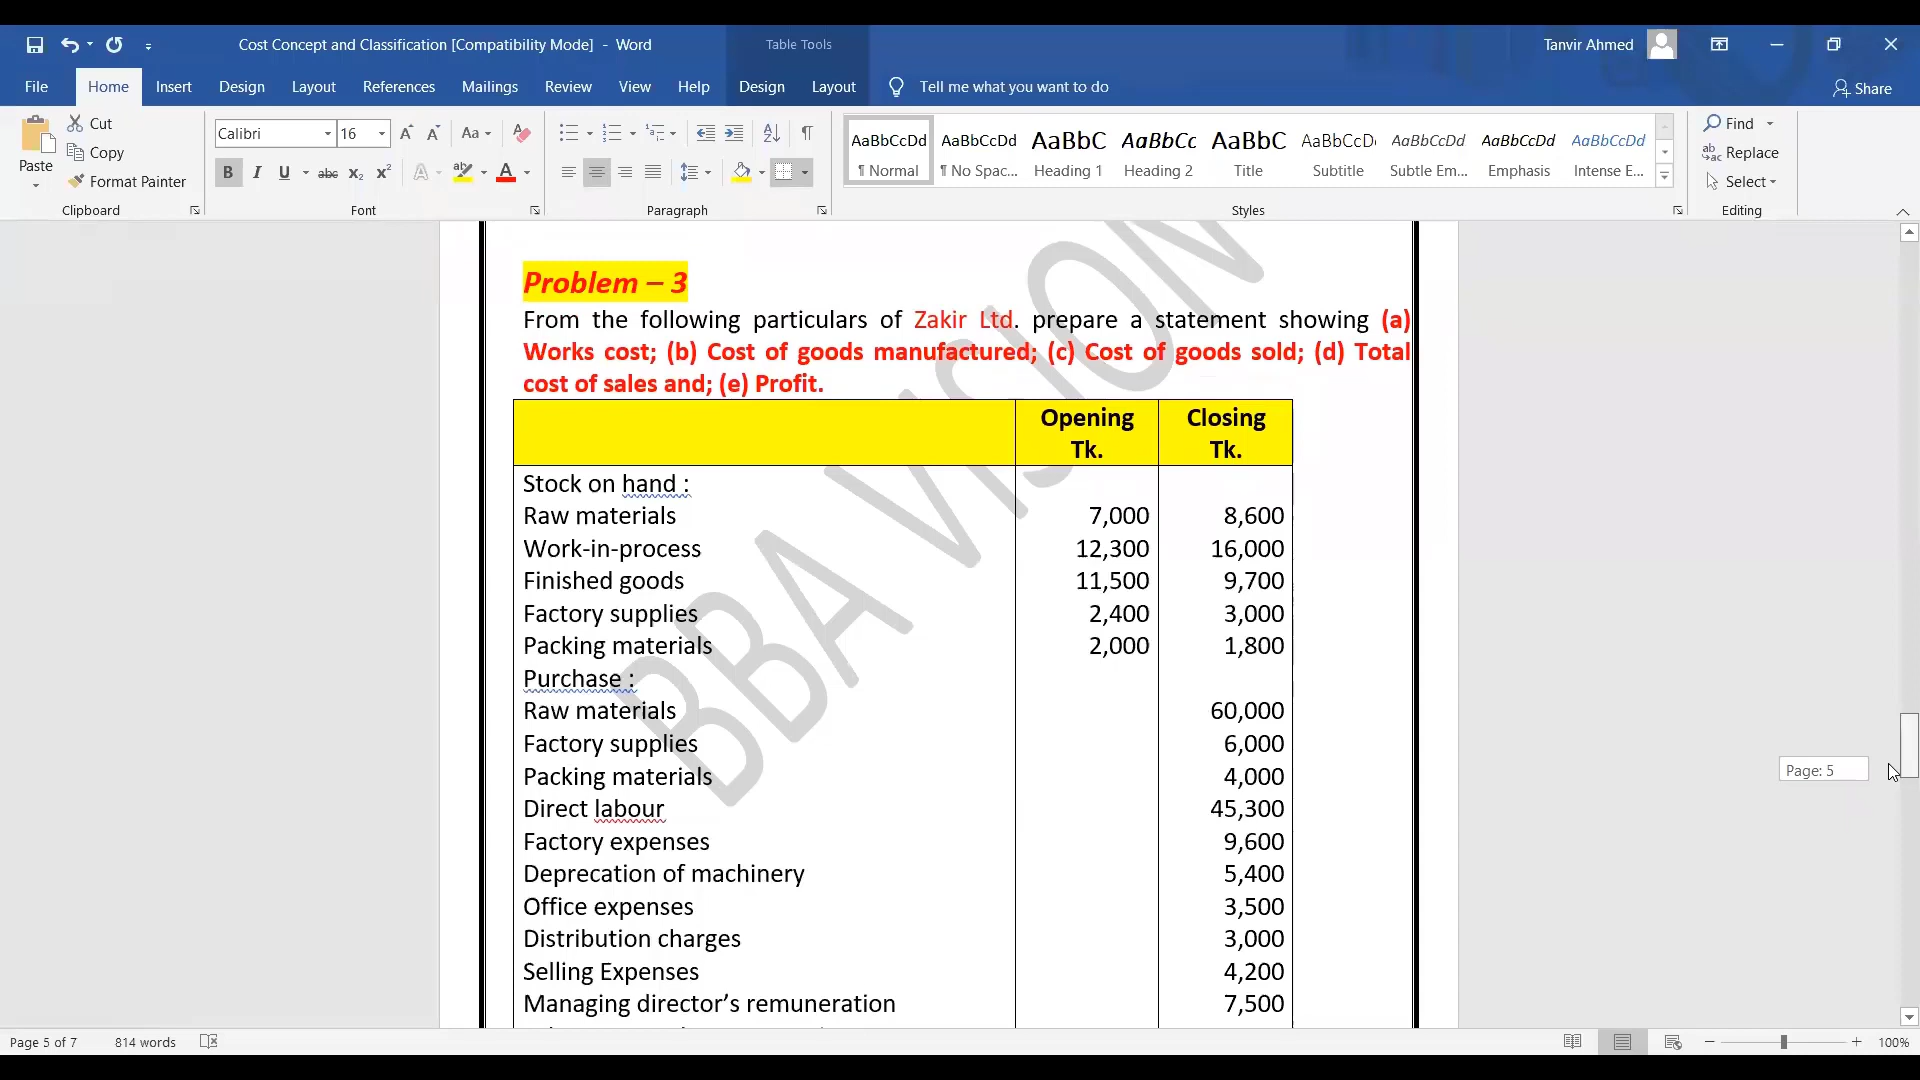 Cost Concept and Classification [Compatibility Mode] - Word
Table Tools
Tanvir Ahmed
File Home Insert Design Layout References Mailings Review View Help Design Layout Tell me what you want to do Share
Paste
Cut
Copy
Format Painter
Clipboard
Calibri 16
Font
Paragraph
AaBbCcDd AaBbCcDd AaBbC AaBbCc AaBbC AaBbCcD AaBbCcDd AaBbCcDd AaBbCcDd
¶ Normal ¶ No Spac... Heading 1 Heading 2 Title Subtitle Subtle Em... Emphasis Intense E...
Styles
Find
Replace
Select
Editing
Problem – 3
From the following particulars of Zakir Ltd. prepare a statement showing (a)
Works cost; (b) Cost of goods manufactured; (c) Cost of goods sold; (d) Total
cost of sales and; (e) Profit.
Opening Tk. Closing Tk.
Stock on hand :
Raw materials 7,000 8,600
Work-in-process 12,300 16,000
Finished goods 11,500 9,700
Factory supplies 2,400 3,000
Packing materials 2,000 1,800
Purchase :
Raw materials 60,000
Factory supplies 6,000
Packing materials 4,000
Direct labour 45,300
Factory expenses 9,600
Deprecation of machinery 5,400
Office expenses 3,500
Distribution charges 3,000
Selling Expenses 4,200
Managing director’s remuneration 7,500
BBA VISION
Page: 5
Page 5 of 7 814 words 100%